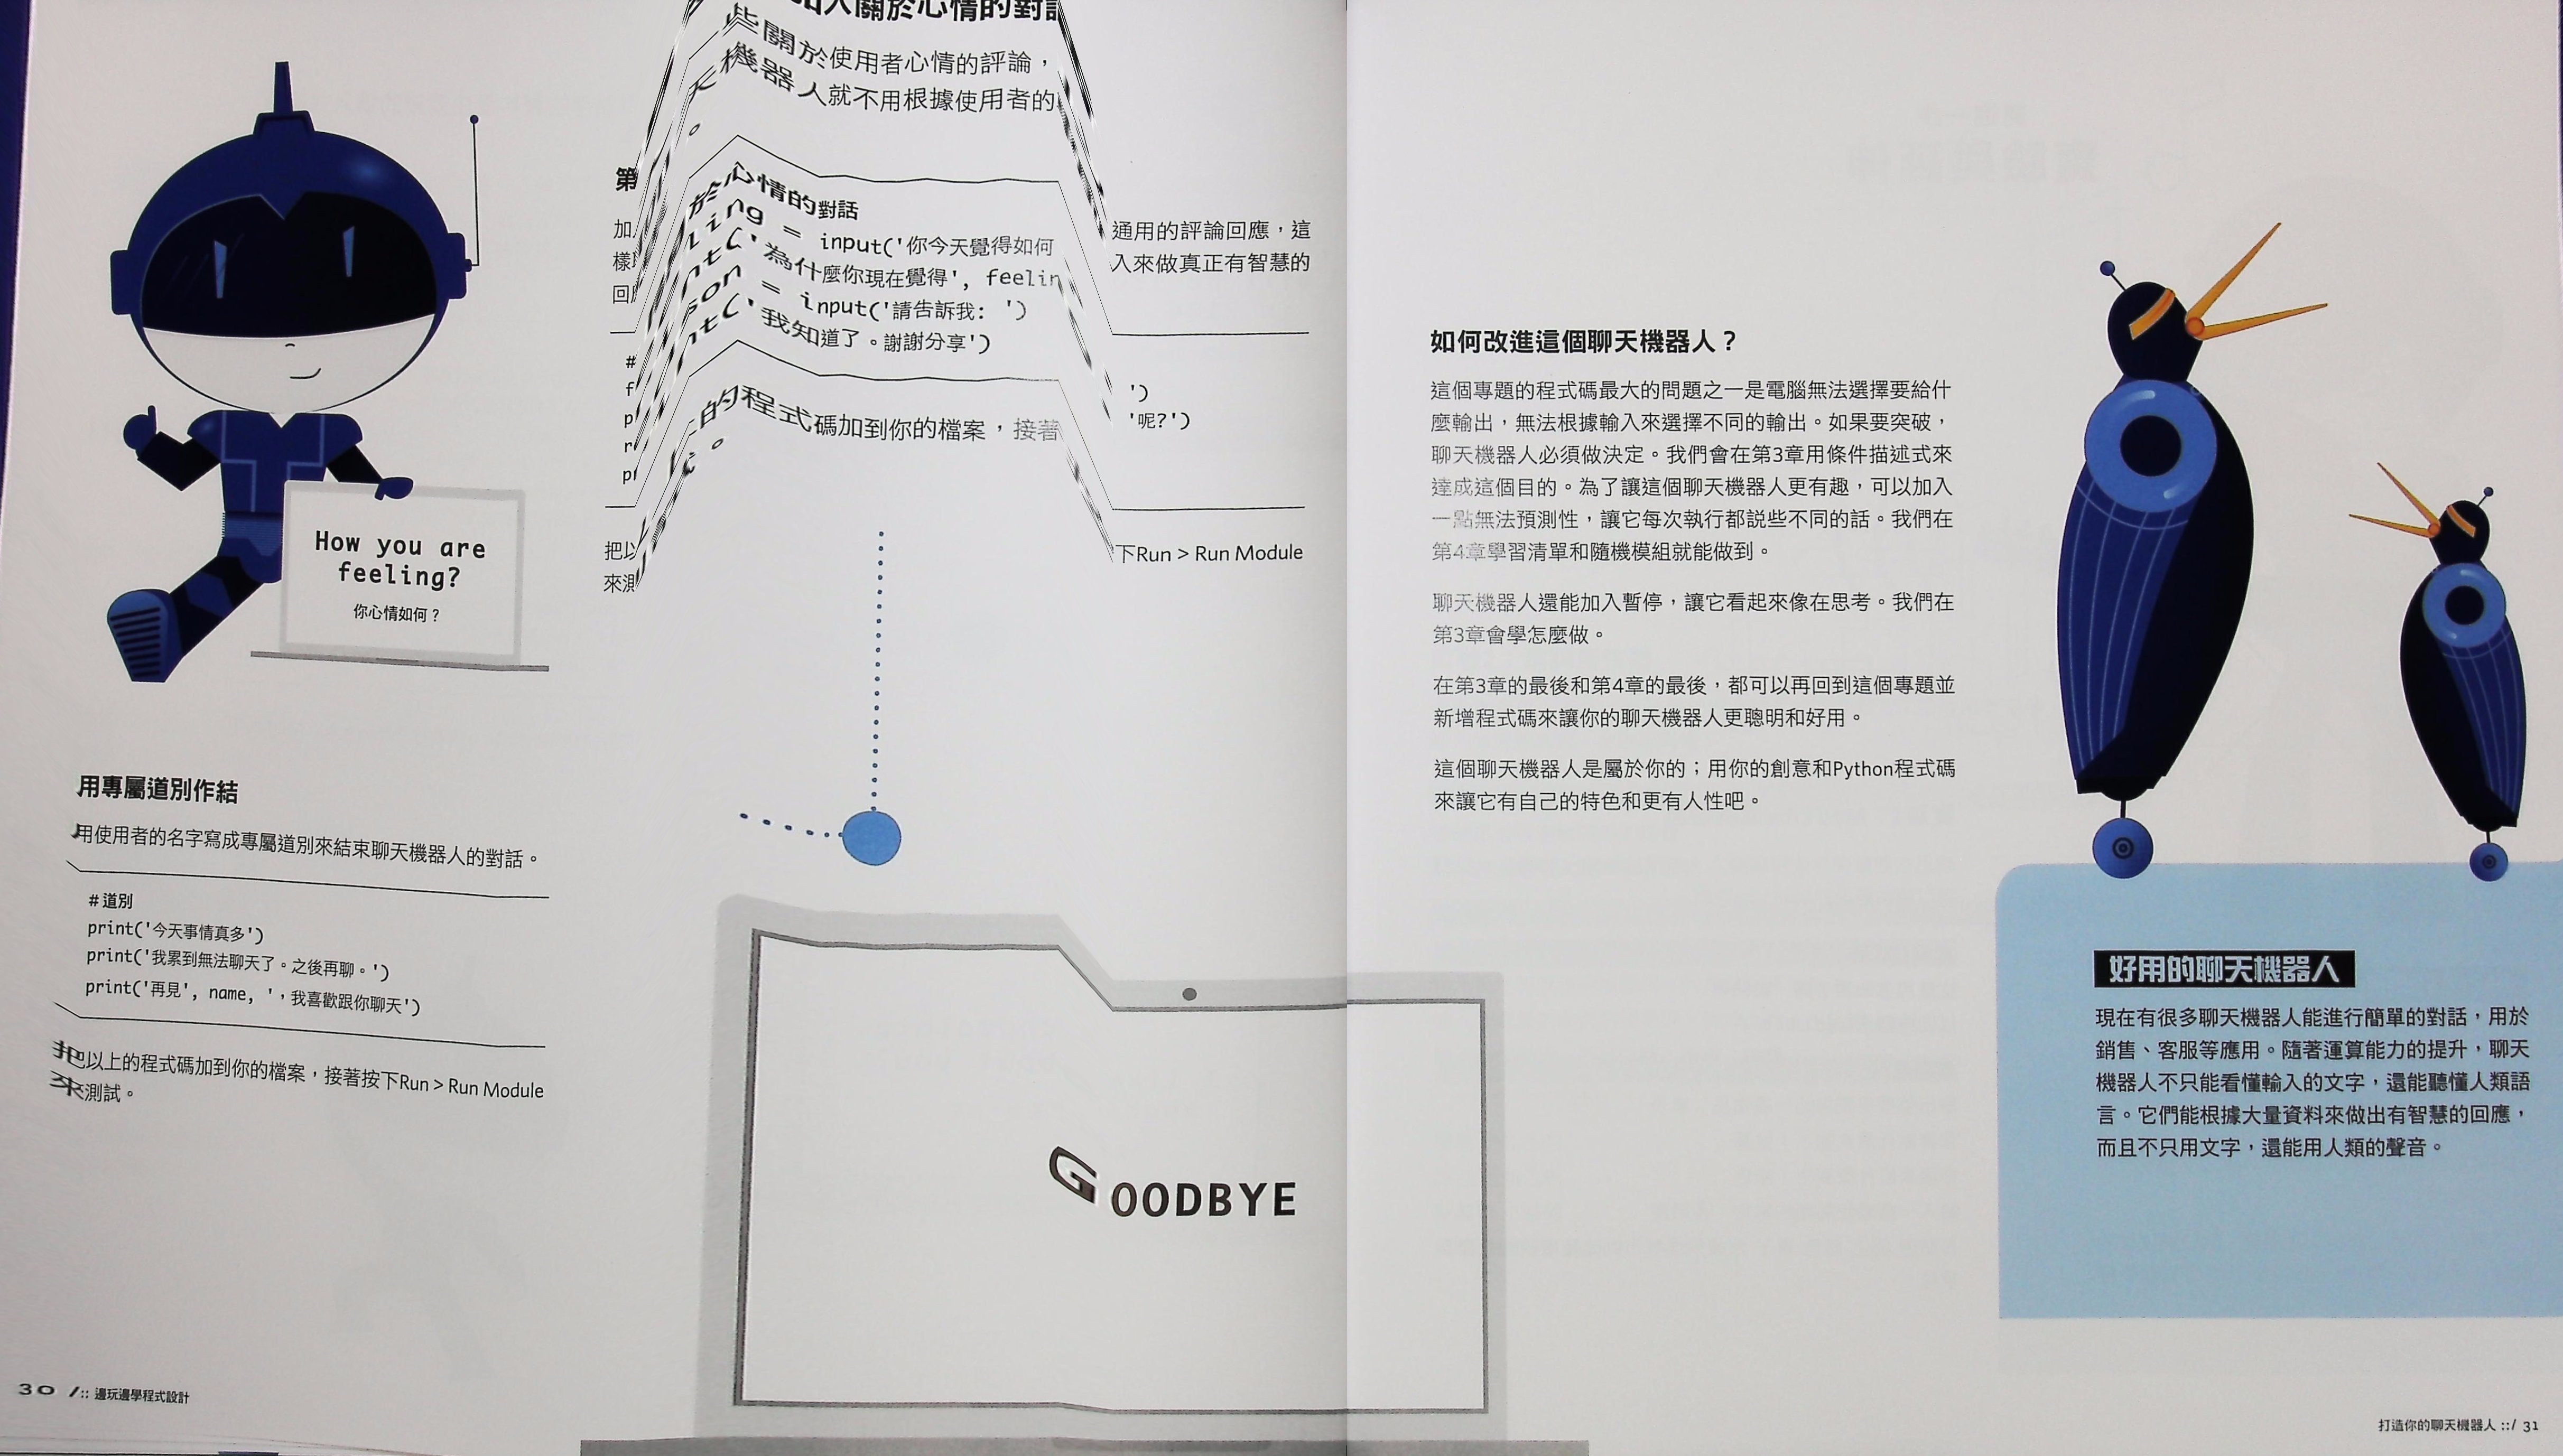 How you are
feeling?
你心情如何？
用專屬道別作結
用使用者的名字寫成專屬道別來結束聊天機器人的對話。
#道別
print('今天事情真多')
print('我累到無法聊天了。之後再聊。')
print('再見', name, '，我喜歡跟你聊天')
把以上的程式碼加到你的檔案，接著按下Run > Run Module
來測試。
30 /:: 邊玩邊學程式設計
第 人關於心情的對
加 些關於使用者心情的評論， 通用的評論回應，這
樣 機器人就不用根據使用者的 入來做真正有智慧的
回 。
# 於心情的對話
f ling = input('你今天覺得如何 ')
p nt('為什麼你現在覺得', feelin '呢?')
r son = input('請告訴我: ')
p nt('我知道了。謝謝分享')
把以 的程式碼加到你的檔案，接著 下Run > Run Module
來測 。
GOODBYE
如何改進這個聊天機器人？
這個專題的程式碼最大的問題之一是電腦無法選擇要給什
麼輸出，無法根據輸入來選擇不同的輸出。如果要突破，
聊天機器人必須做決定。我們會在第3章用條件描述式來
達成這個目的。為了讓這個聊天機器人更有趣，可以加入
一點無法預測性，讓它每次執行都說些不同的話。我們在
第4章學習清單和隨機模組就能做到。
聊天機器人還能加入暫停，讓它看起來像在思考。我們在
第3章會學怎麼做。
在第3章的最後和第4章的最後，都可以再回到這個專題並
新增程式碼來讓你的聊天機器人更聰明和好用。
這個聊天機器人是屬於你的；用你的創意和Python程式碼
來讓它有自己的特色和更有人性吧。
好用的聊天機器人
現在有很多聊天機器人能進行簡單的對話，用於
銷售、客服等應用。隨著運算能力的提升，聊天
機器人不只能看懂輸入的文字，還能聽懂人類語
言。它們能根據大量資料來做出有智慧的回應，
而且不只用文字，還能用人類的聲音。
打造你的聊天機器人 ::/ 31